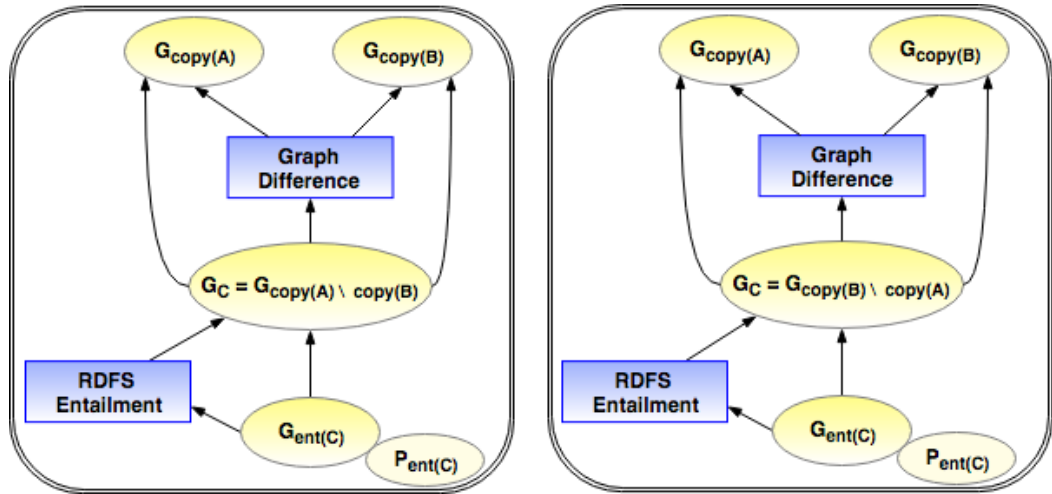 Gcopy(A)
Gcopy(B)
Graph
Difference
GC = Gcopy(A) \ copy(B)
RDFS
Entailment
Gent(C)
Pent(C)
Gcopy(A)
Gcopy(B)
Graph
Difference
GC = Gcopy(B) \ copy(A)
RDFS
Entailment
Gent(C)
Pent(C)